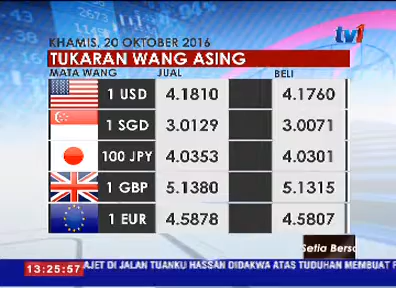 KHAMIS, 20 OKTOBER 2016
tv1
TUKARAN WANG ASING
MATA WANG JUAL BELI
1 USD 4.1810 4.1760
1 SGD 3.0129 3.0071
100 JPY 4.0353 4.0301
1 GBP 5.1380 5.1315
1 EUR 4.5878 4.5807
Setia Bersa
13:25:57 AJET DI JALAN TUANKU HASSAN DIDAKWA ATAS TUDUHAN MEMBUAT